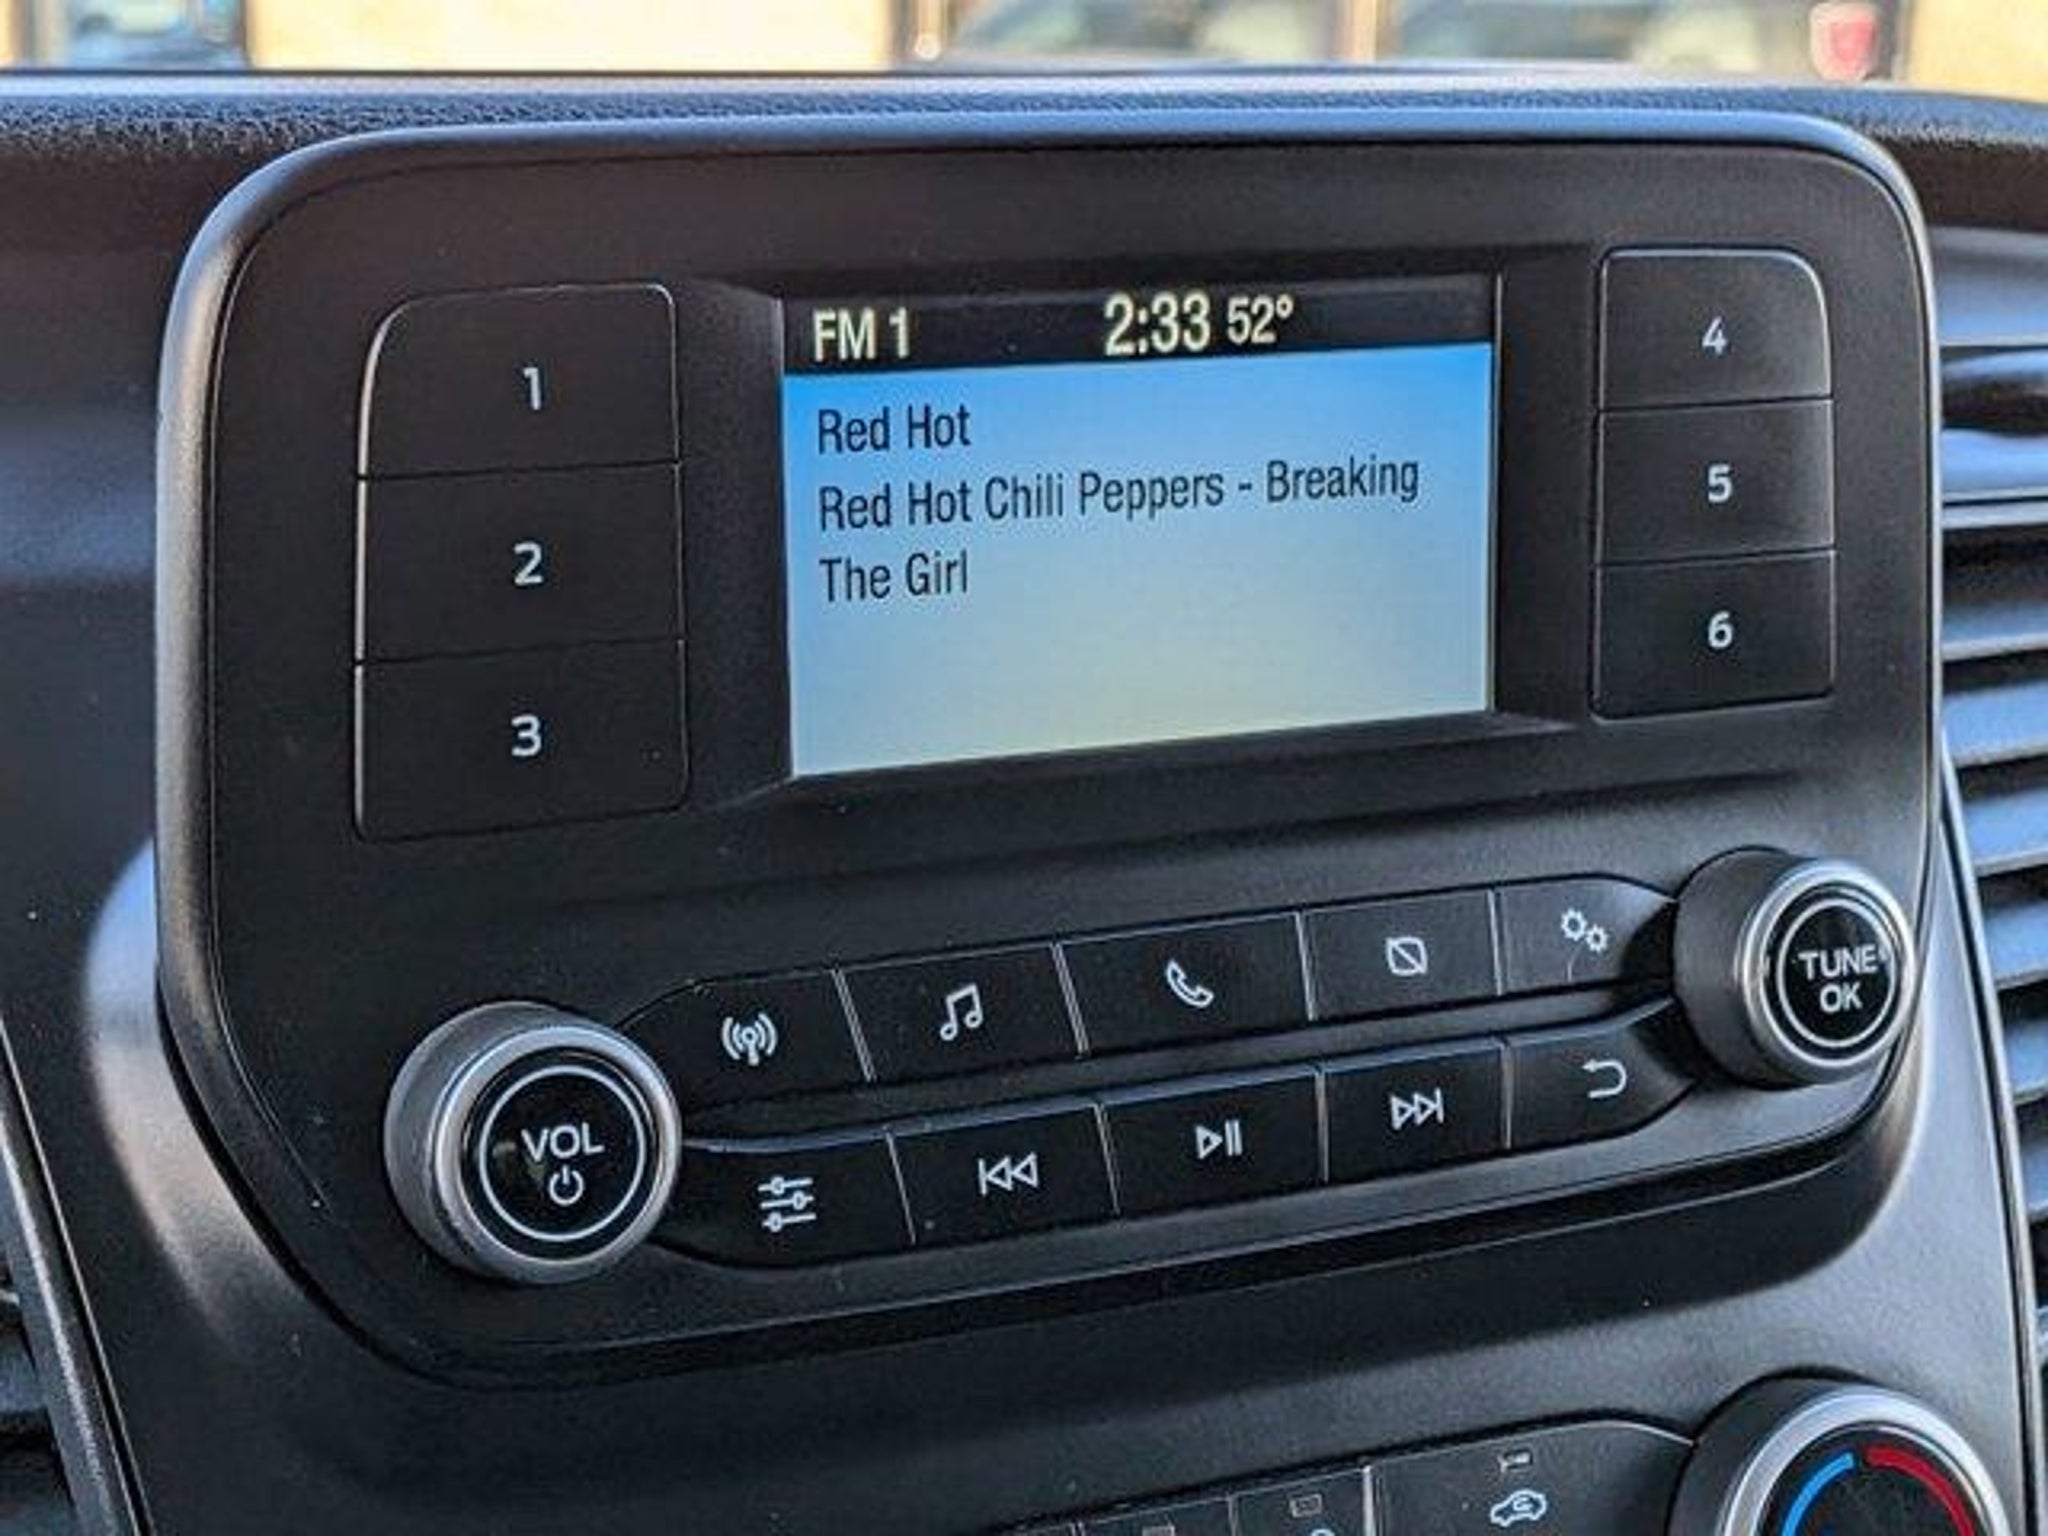 FM 1 2:33 52°
Red Hot
Red Hot Chili Peppers - Breaking
The Girl
1
2
3
4
5
6
VOL
TUNE
OK